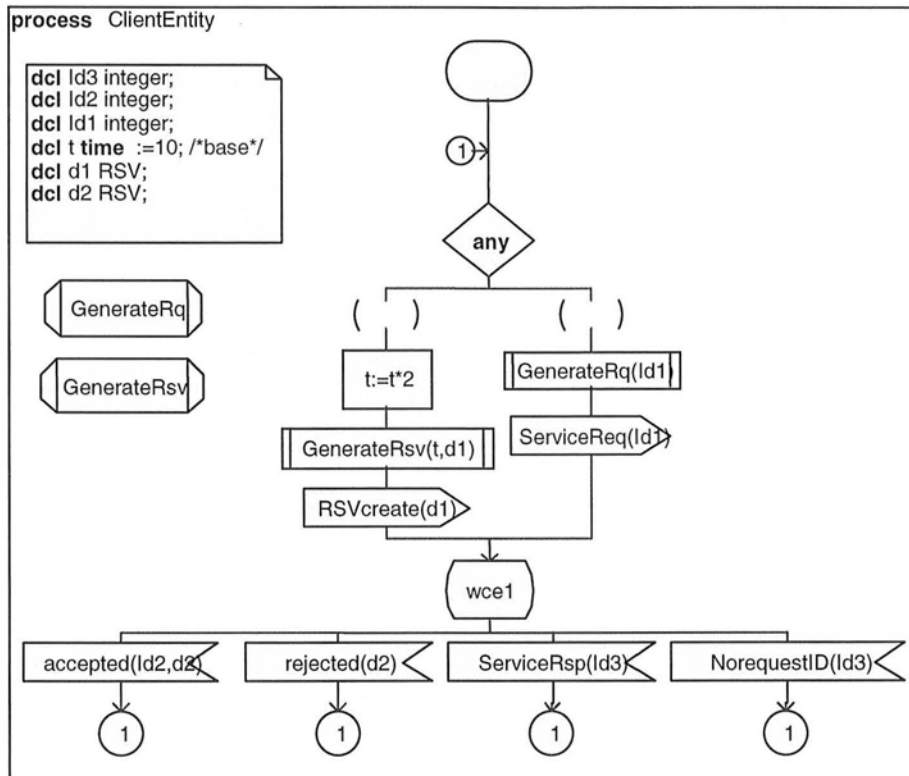 process ClientEntity
dcl Id3 integer;
dcl Id2 integer;
dcl Id1 integer;
dcl t time :=10; /*base*/
dcl d1 RSV;
dcl d2 RSV;
1
any
GenerateRq
( ) ( )
GenerateRsv
t:=t*2
GenerateRq(Id1)
GenerateRsv(t,d1)
ServiceReq(Id1)
RSVcreate(d1)
wce1
accepted(Id2,d2) rejected(d2) ServiceRsp(Id3) NorequestID(Id3)
1 1 1 1